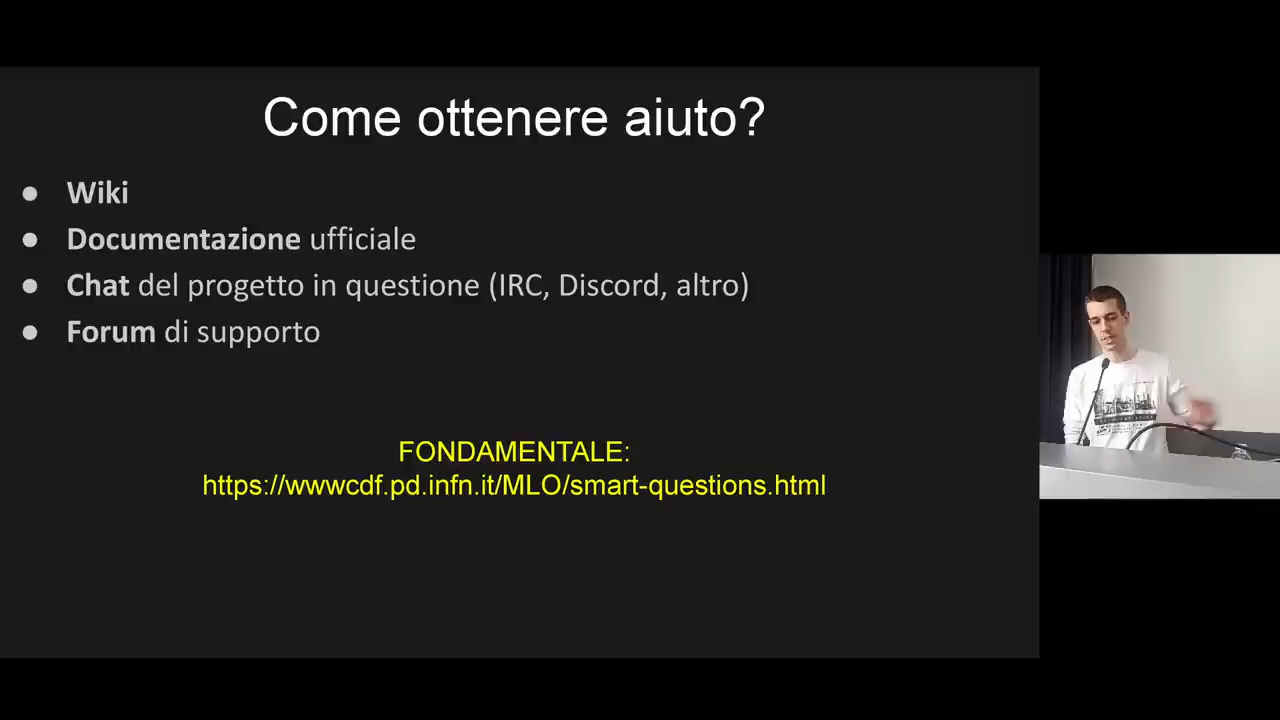 Come ottenere aiuto?
● Wiki
● Documentazione ufficiale
● Chat del progetto in questione (IRC, Discord, altro)
● Forum di supporto
FONDAMENTALE:
https://wwwcdf.pd.infn.it/MLO/smart-questions.html